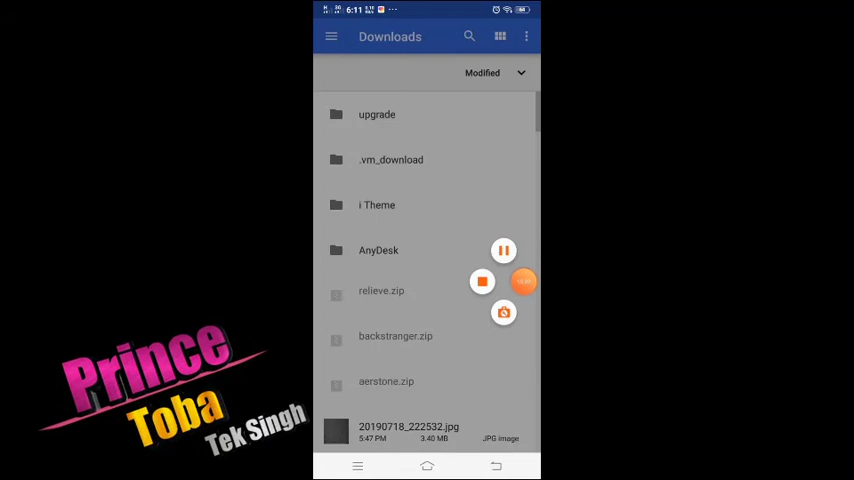 6:11
Downloads
Modified
upgrade
.vm_download
i Theme
AnyDesk
relieve.zip
backstranger.zip
aerstone.zip
20190718_222532.jpg
5:47 PM 3.40 MB JPG image
Prince
Toba
Tek Singh